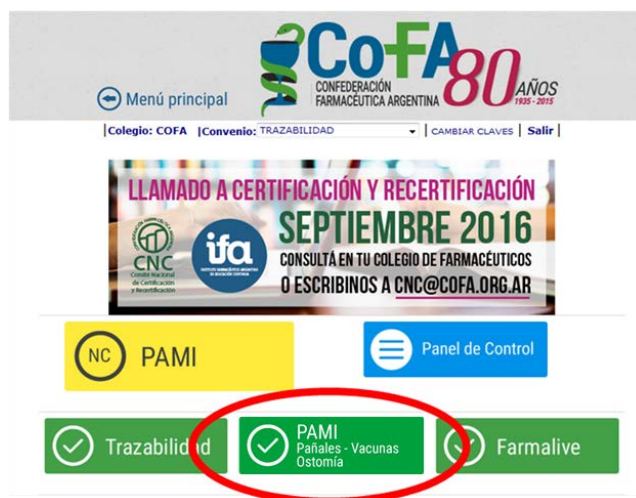 CoFA 80 AÑOS
CONFEDERACIÓN
FARMACÉUTICA ARGENTINA
1935 - 2015
Menú principal
|Colegio: COFA |Convenio: TRAZABILIDAD | CAMBIAR CLAVES | Salir |
LLAMADO A CERTIFICACIÓN Y RECERTIFICACIÓN
SEPTIEMBRE 2016
CONSULTÁ EN TU COLEGIO DE FARMACÉUTICOS
O ESCRIBINOS A CNC@COFA.ORG.AR
CNC
Comité Nacional
de Certificación
y Recertificación
ifa
NC PAMI
Panel de Control
Trazabilidad
PAMI
Pañales - Vacunas
Ostomía
Farmalive